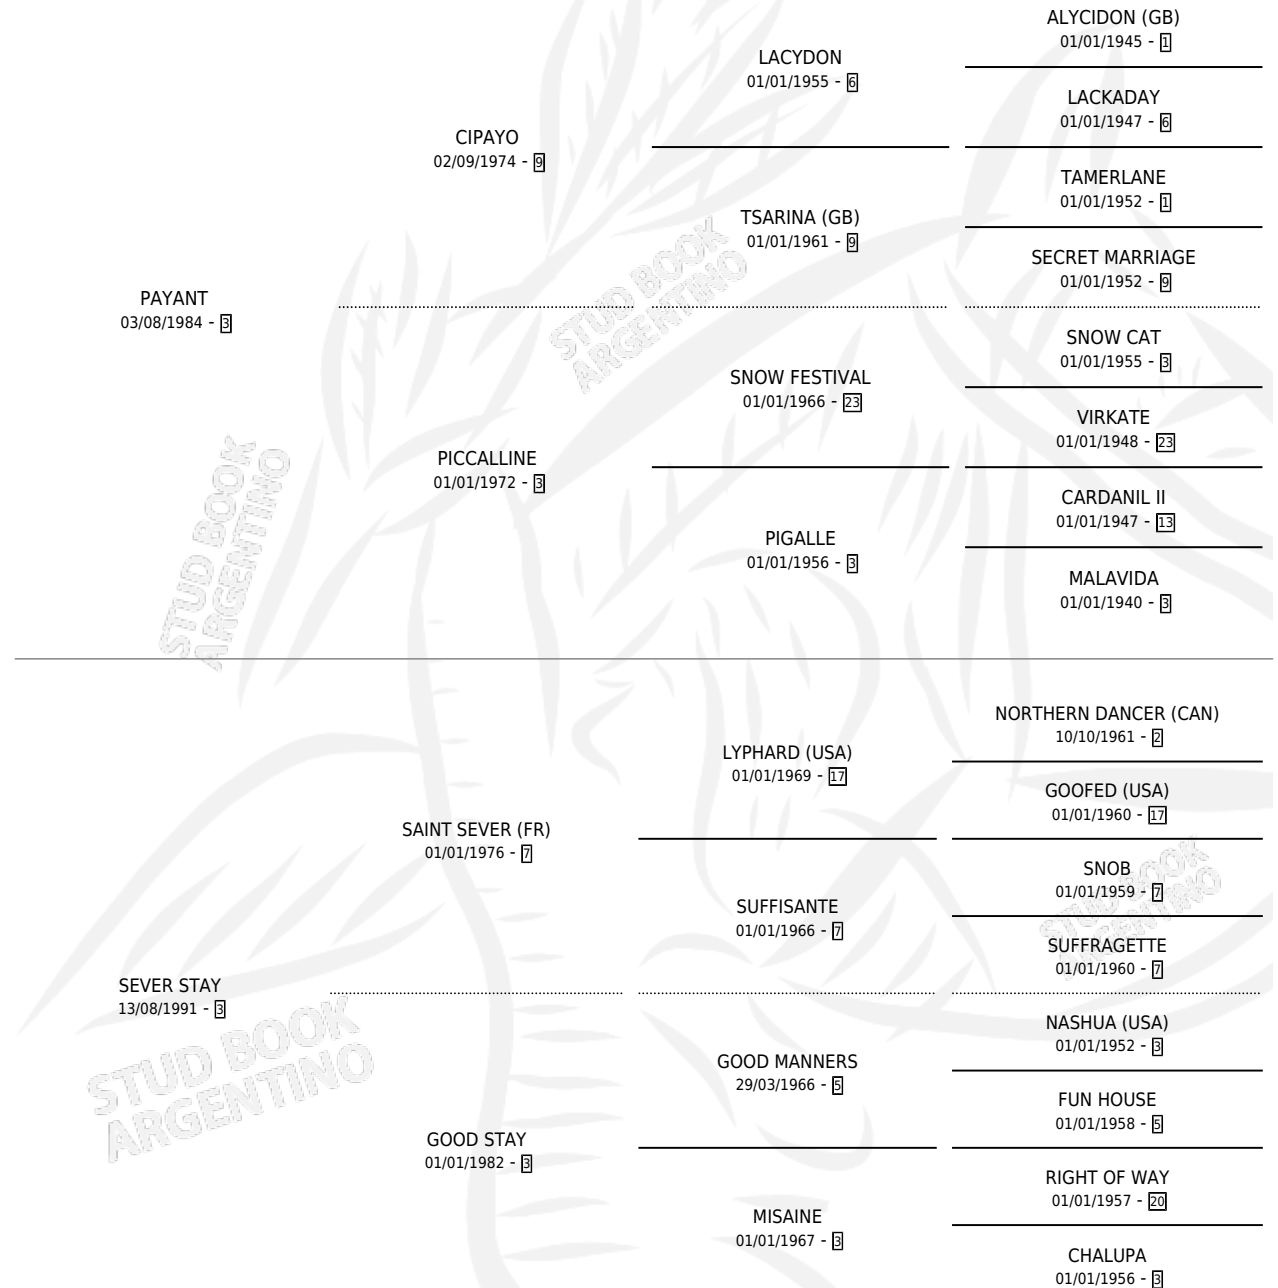 ALYCIDON (GB)
01/01/1945 - 1
LACYDON
01/01/1955 - 6
LACKADAY
01/01/1947 - 6
CIPAYO
02/09/1974 - 9
TAMERLANE
01/01/1952 - 1
TSARINA (GB)
01/01/1961 - 9
SECRET MARRIAGE
01/01/1952 - 9
PAYANT
03/08/1984 - 3
SNOW CAT
01/01/1955 - 3
SNOW FESTIVAL
01/01/1966 - 23
VIRKATE
01/01/1948 - 23
PICCALLINE
01/01/1972 - 3
CARDANIL II
01/01/1947 - 13
PIGALLE
01/01/1956 - 3
MALAVIDA
01/01/1940 - 3
STUD BOOK
ARGENTINO
STUD BOOK
ARGENTINO
NORTHERN DANCER (CAN)
10/10/1961 - 2
LYPHARD (USA)
01/01/1969 - 17
GOOFED (USA)
01/01/1960 - 17
SAINT SEVER (FR)
01/01/1976 - 7
SNOB
01/01/1959 - 7
SUFFISANTE
01/01/1966 - 7
SUFFRAGETTE
01/01/1960 - 7
SEVER STAY
13/08/1991 - 3
NASHUA (USA)
01/01/1952 - 3
GOOD MANNERS
29/03/1966 - 5
FUN HOUSE
01/01/1958 - 5
GOOD STAY
01/01/1982 - 3
RIGHT OF WAY
01/01/1957 - 20
MISAINE
01/01/1967 - 3
CHALUPA
01/01/1956 - 3
STUD BOOK
ARGENTINO
STUD BOOK
ARGENTINO